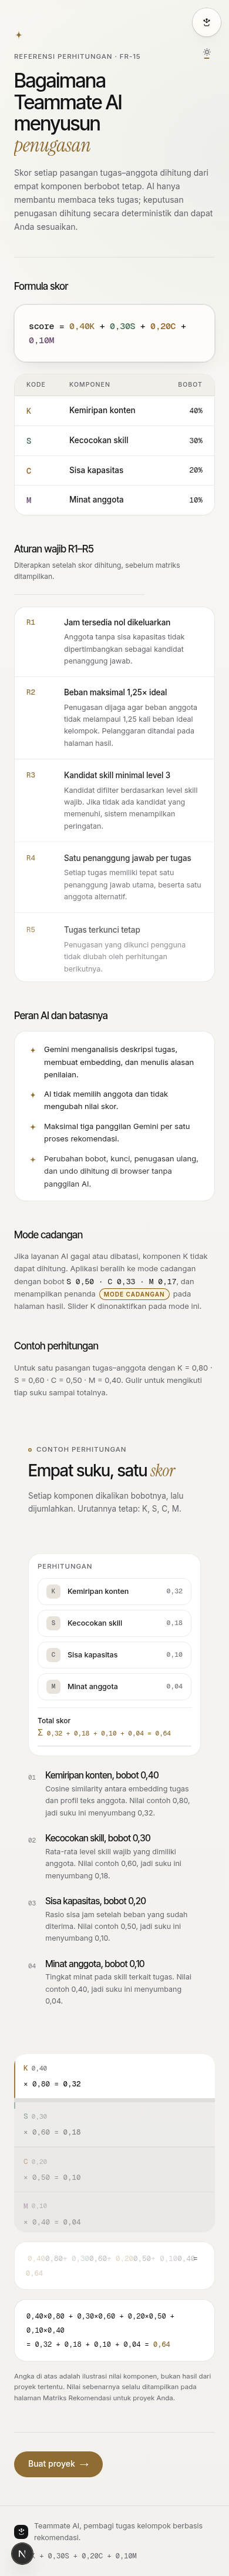 REFERENSI PERHITUNGAN · FR-15
Bagaimana
Teammate AI
menyusun
penugasan
Skor setiap pasangan tugas–anggota dihitung dari
empat komponen berbobot tetap. AI hanya
membantu membaca teks tugas; keputusan
penugasan dihitung secara deterministik dan dapat
Anda sesuaikan.
Formula skor
score = 0,40K + 0,30S + 0,20C +
0,10M
KODE KOMPONEN BOBOT
K Kemiripan konten 40%
S Kecocokan skill 30%
C Sisa kapasitas 20%
M Minat anggota 10%
Aturan wajib R1–R5
Diterapkan setelah skor dihitung, sebelum matriks
ditampilkan.
R1 Jam tersedia nol dikeluarkan
Anggota tanpa sisa kapasitas tidak
dipertimbangkan sebagai kandidat
penanggung jawab.
R2 Beban maksimal 1,25× ideal
Penugasan dijaga agar beban anggota
tidak melampaui 1,25 kali beban ideal
kelompok. Pelanggaran ditandai pada
halaman hasil.
R3 Kandidat skill minimal level 3
Kandidat difilter berdasarkan level skill
wajib. Jika tidak ada kandidat yang
memenuhi, sistem menampilkan
peringatan.
R4 Satu penanggung jawab per tugas
Setiap tugas memiliki tepat satu
penanggung jawab utama, beserta satu
anggota alternatif.
R5 Tugas terkunci tetap
Penugasan yang dikunci pengguna
tidak diubah oleh perhitungan
berikutnya.
Peran AI dan batasnya
Gemini menganalisis deskripsi tugas,
membuat embedding, dan menulis alasan
penilaian.
AI tidak memilih anggota dan tidak
mengubah nilai skor.
Maksimal tiga panggilan Gemini per satu
proses rekomendasi.
Perubahan bobot, kunci, penugasan ulang,
dan undo dihitung di browser tanpa
panggilan AI.
Mode cadangan
Jika layanan AI gagal atau dibatasi, komponen K tidak
dapat dihitung. Aplikasi beralih ke mode cadangan
dengan bobot S 0,50 · C 0,33 · M 0,17, dan
menampilkan penanda MODE CADANGAN pada
halaman hasil. Slider K dinonaktifkan pada mode ini.
Contoh perhitungan
Untuk satu pasangan tugas–anggota dengan K = 0,80 ·
S = 0,60 · C = 0,50 · M = 0,40. Gulir untuk mengikuti
tiap suku sampai totalnya.
CONTOH PERHITUNGAN
Empat suku, satu skor
Setiap komponen dikalikan bobotnya, lalu
dijumlahkan. Urutannya tetap: K, S, C, M.
PERHITUNGAN
K Kemiripan konten 0,32
S Kecocokan skill 0,18
C Sisa kapasitas 0,10
M Minat anggota 0,04
Total skor
Σ 0,32 + 0,18 + 0,10 + 0,04 = 0,64
01 Kemiripan konten, bobot 0,40
Cosine similarity antara embedding tugas
dan profil teks anggota. Nilai contoh 0,80,
jadi suku ini menyumbang 0,32.
02 Kecocokan skill, bobot 0,30
Rata-rata level skill wajib yang dimiliki
anggota. Nilai contoh 0,60, jadi suku ini
menyumbang 0,18.
03 Sisa kapasitas, bobot 0,20
Rasio sisa jam setelah beban yang sudah
diterima. Nilai contoh 0,50, jadi suku ini
menyumbang 0,10.
04 Minat anggota, bobot 0,10
Tingkat minat pada skill terkait tugas. Nilai
contoh 0,40, jadi suku ini menyumbang
0,04.
K 0,40
× 0,80 = 0,32
S 0,30
× 0,60 = 0,18
C 0,20
× 0,50 = 0,10
M 0,10
× 0,40 = 0,04
0,64
0,40×0,80 + 0,30×0,60 + 0,20×0,50 +
0,10×0,40
= 0,32 + 0,18 + 0,10 + 0,04 = 0,64
Angka di atas adalah ilustrasi nilai komponen, bukan hasil dari
proyek tertentu. Nilai sebenarnya selalu ditampilkan pada
halaman Matriks Rekomendasi untuk proyek Anda.
Buat proyek →
Teammate AI, pembagi tugas kelompok berbasis
rekomendasi.
N
+ 0,30S + 0,20C + 0,10M